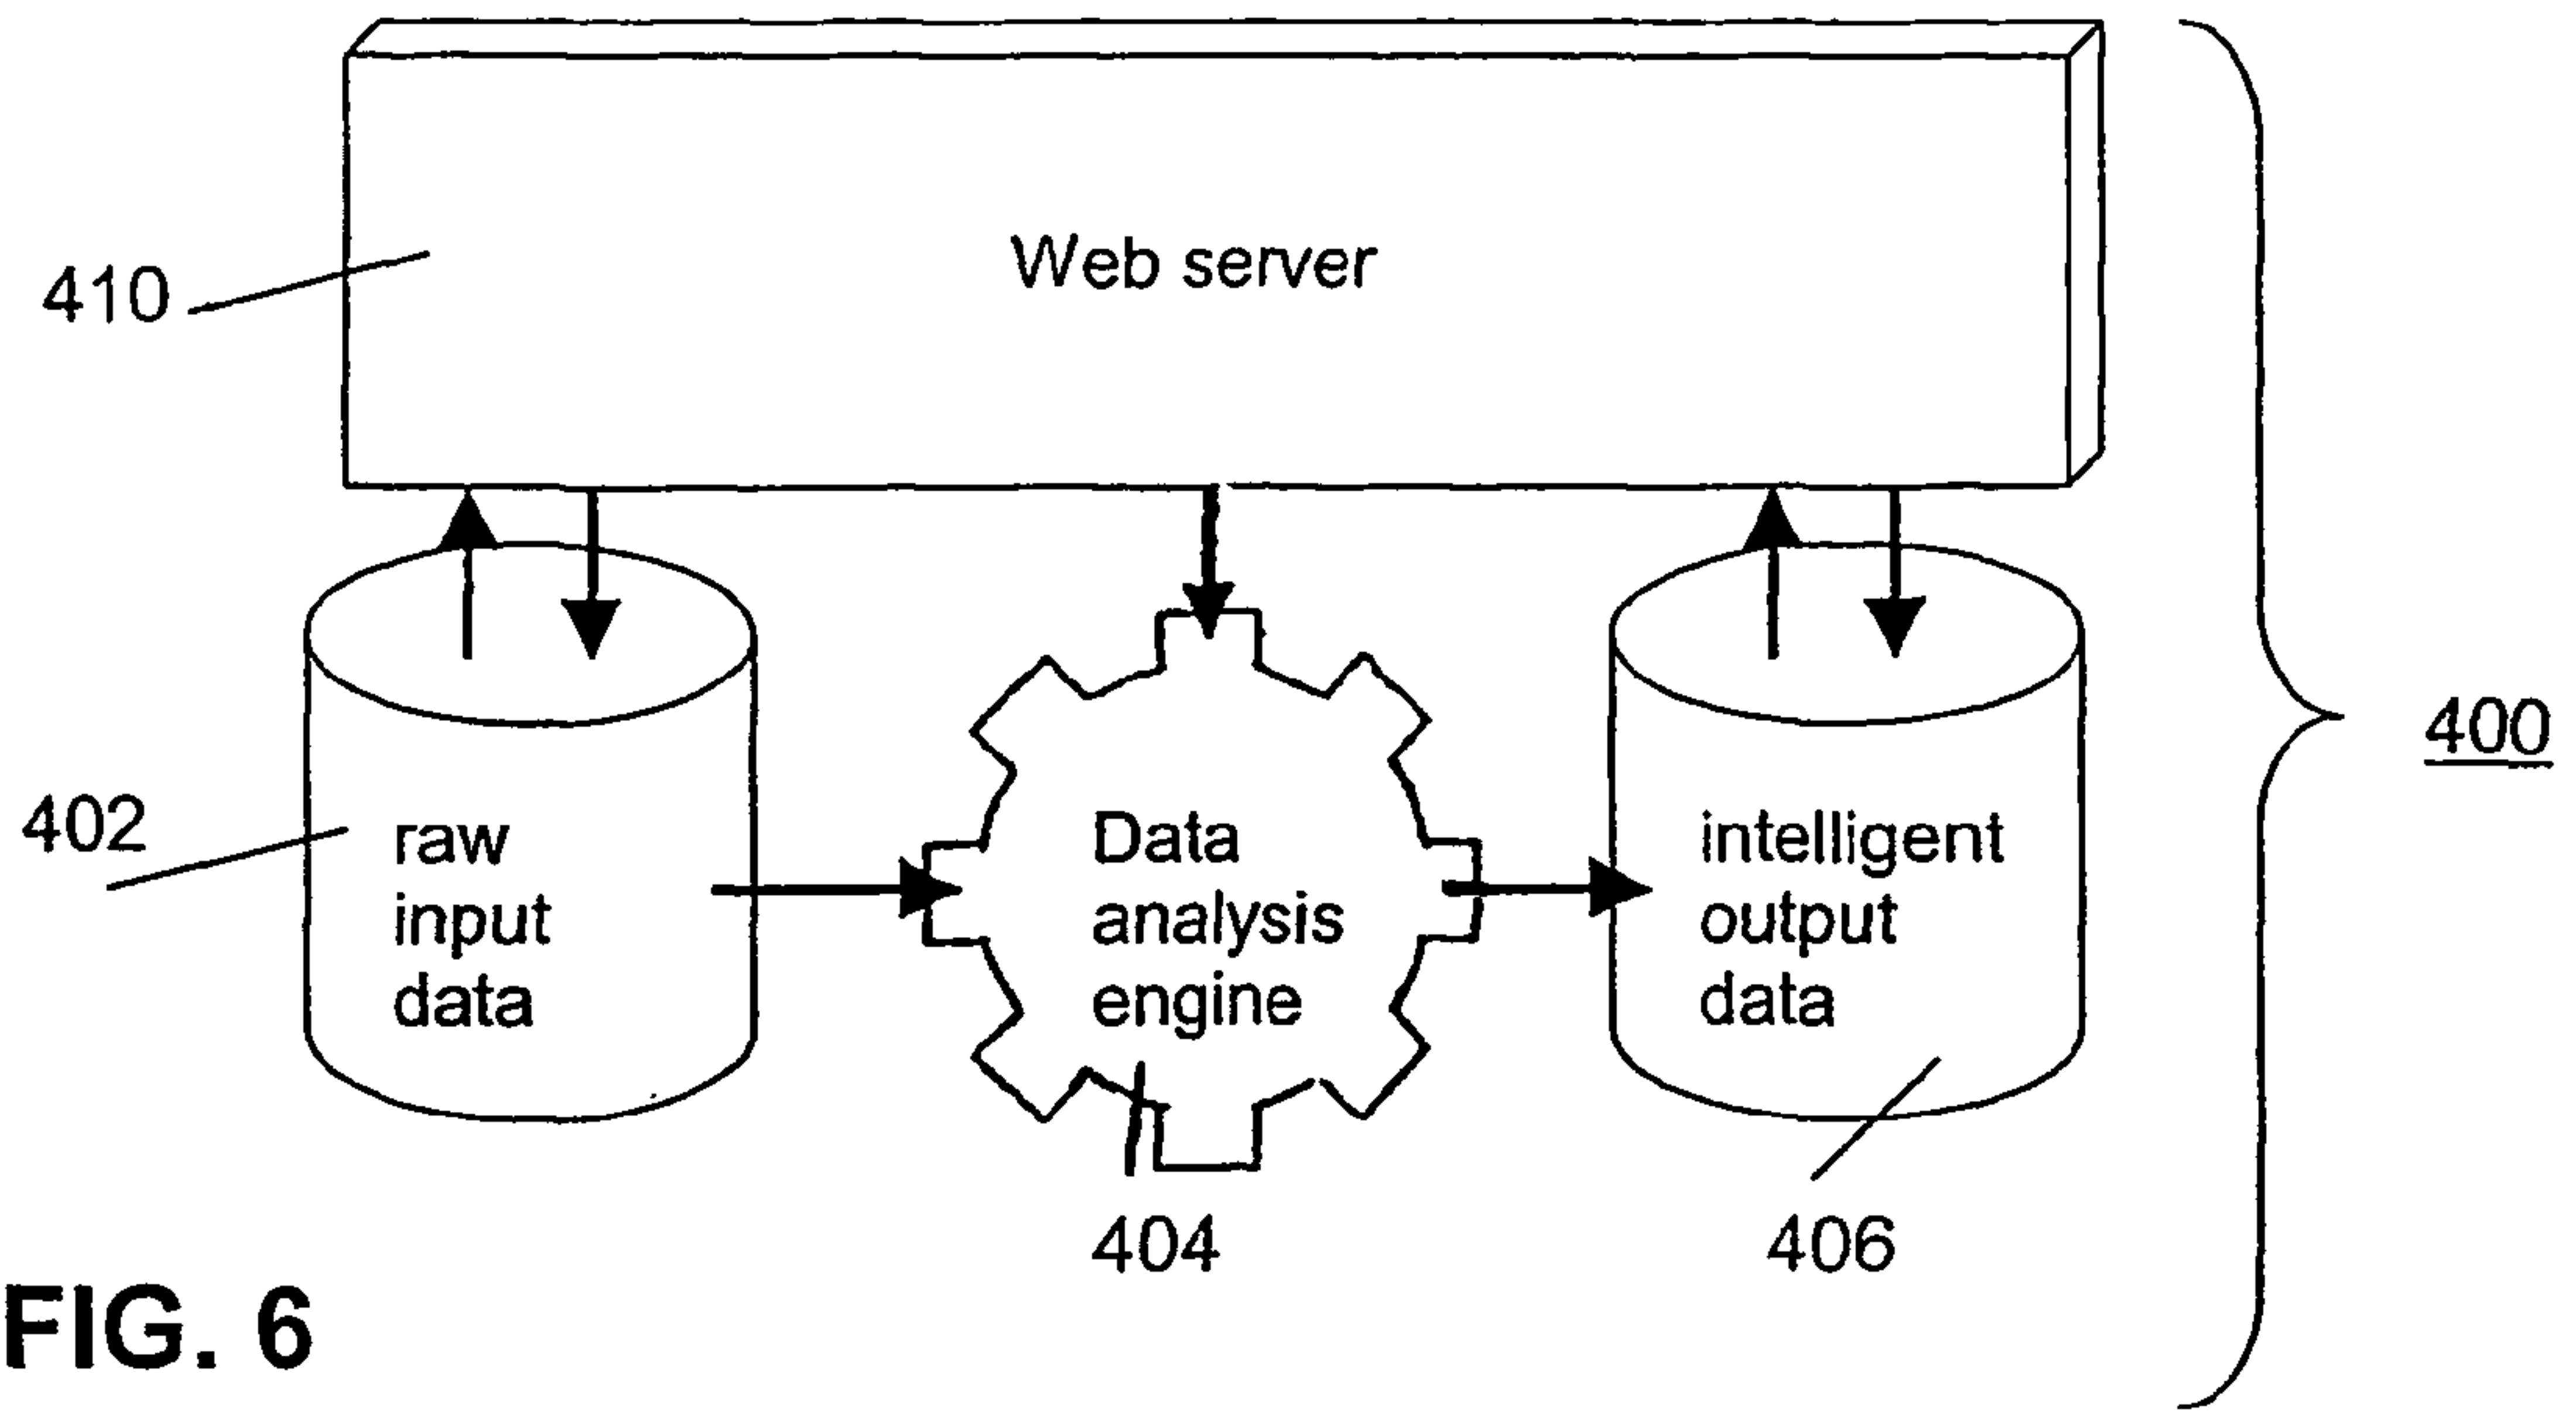 Web server
410
400
402
raw
input
data
Data
analysis
engine
intelligent
output
data
404
406
FIG. 6